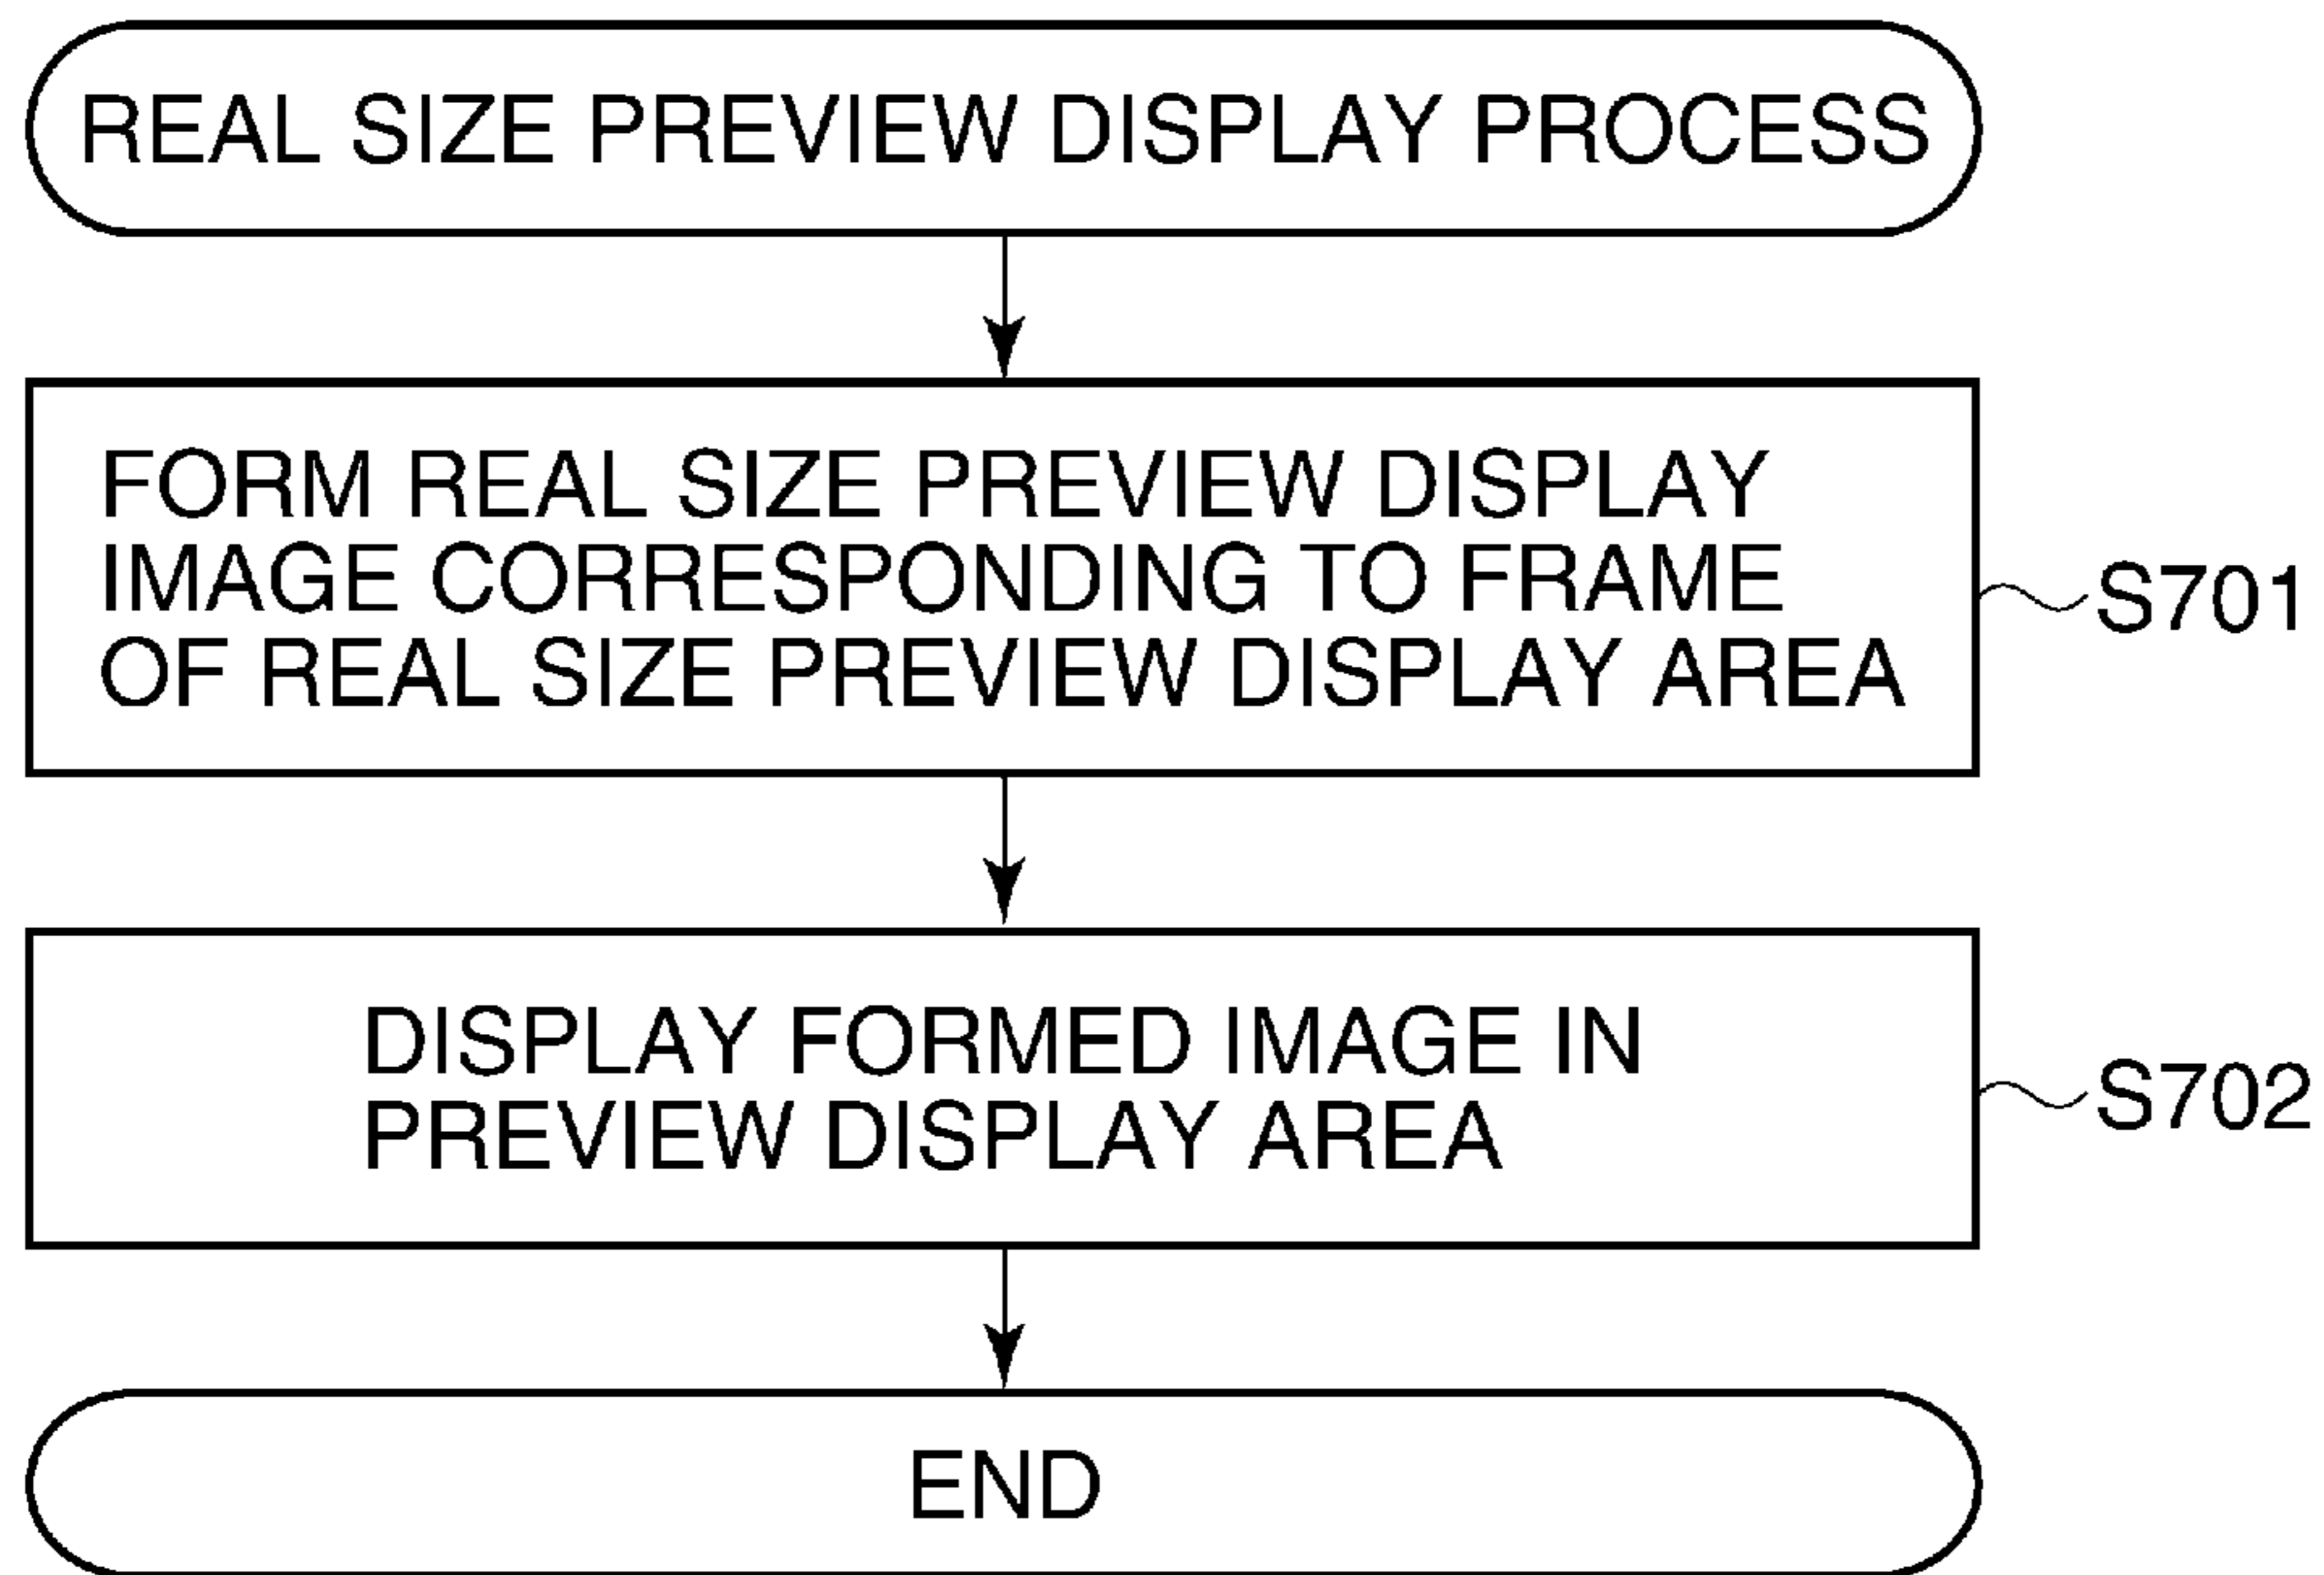 REAL SIZE PREVIEW DISPLAY PROCESS
FORM REAL SIZE PREVIEW DISPLAY
IMAGE CORRESPONDING TO FRAME
OF REAL SIZE PREVIEW DISPLAY AREA
S701
DISPLAY FORMED IMAGE IN
PREVIEW DISPLAY AREA
S702
END